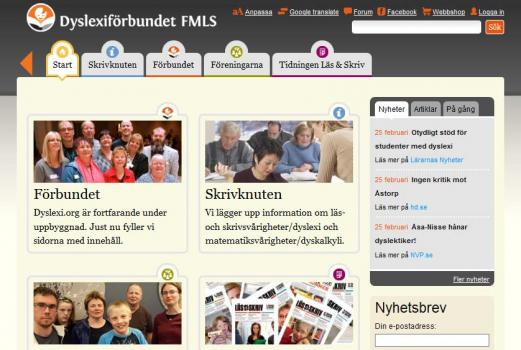 Dyslexiförbundet FMLS
aA Anpassa Google translate Forum Facebook Webbshop Logga in
Sök
Start Skrivknuten Förbundet Föreningarna Tidningen Läs & Skriv
Nyheter Artiklar På gång
25 februari Otydligt stöd för
studenter med dyslexi
Läs mer på Lärarnas Nyheter
25 februari Ingen kritik mot
Åstorp
Läs mer på hd.se
25 februari Åsa-Nisse hånar
dyslektiker!
Läs mer på NVP.se
Fler nyheter
Förbundet
Dyslexi.org är fortfarande under
uppbyggnad. Just nu fyller vi
sidorna med innehåll.
Skrivknuten
Vi lägger upp information om läs-
och skrivsvårigheter/dyslexi och
matematiksvårigheter/dyskalkyli.
LÄS&SKRIV
Nyhetsbrev
Din e-postadress: